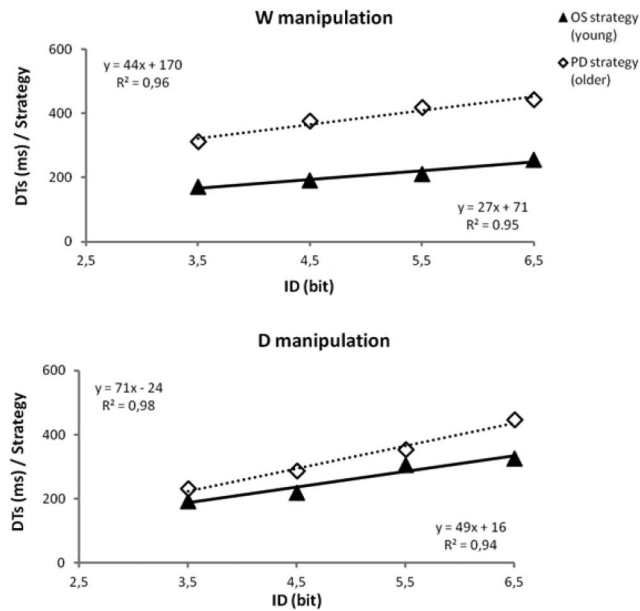 W manipulation
▲ OS strategy
(young)
◇ PD strategy
(older)
DTs (ms) / Strategy
600
400
200
0
y = 44x + 170
R² = 0,96
y = 27x + 71
R² = 0.95
2,5 3,5 4,5 5,5 6,5
ID (bit)
D manipulation
DTs (ms) / Strategy
600
400
200
0
y = 71x - 24
R² = 0,98
y = 49x + 16
R² = 0,94
2,5 3,5 4,5 5,5 6,5
ID (bit)